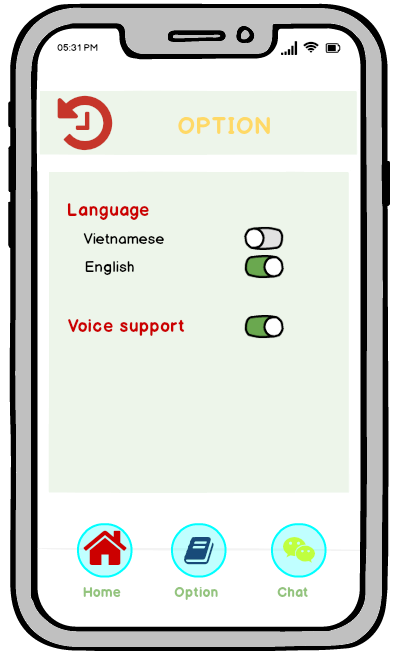 05:31 PM
OPTION
Language
Vietnamese
English
Voice support
Home Option Chat